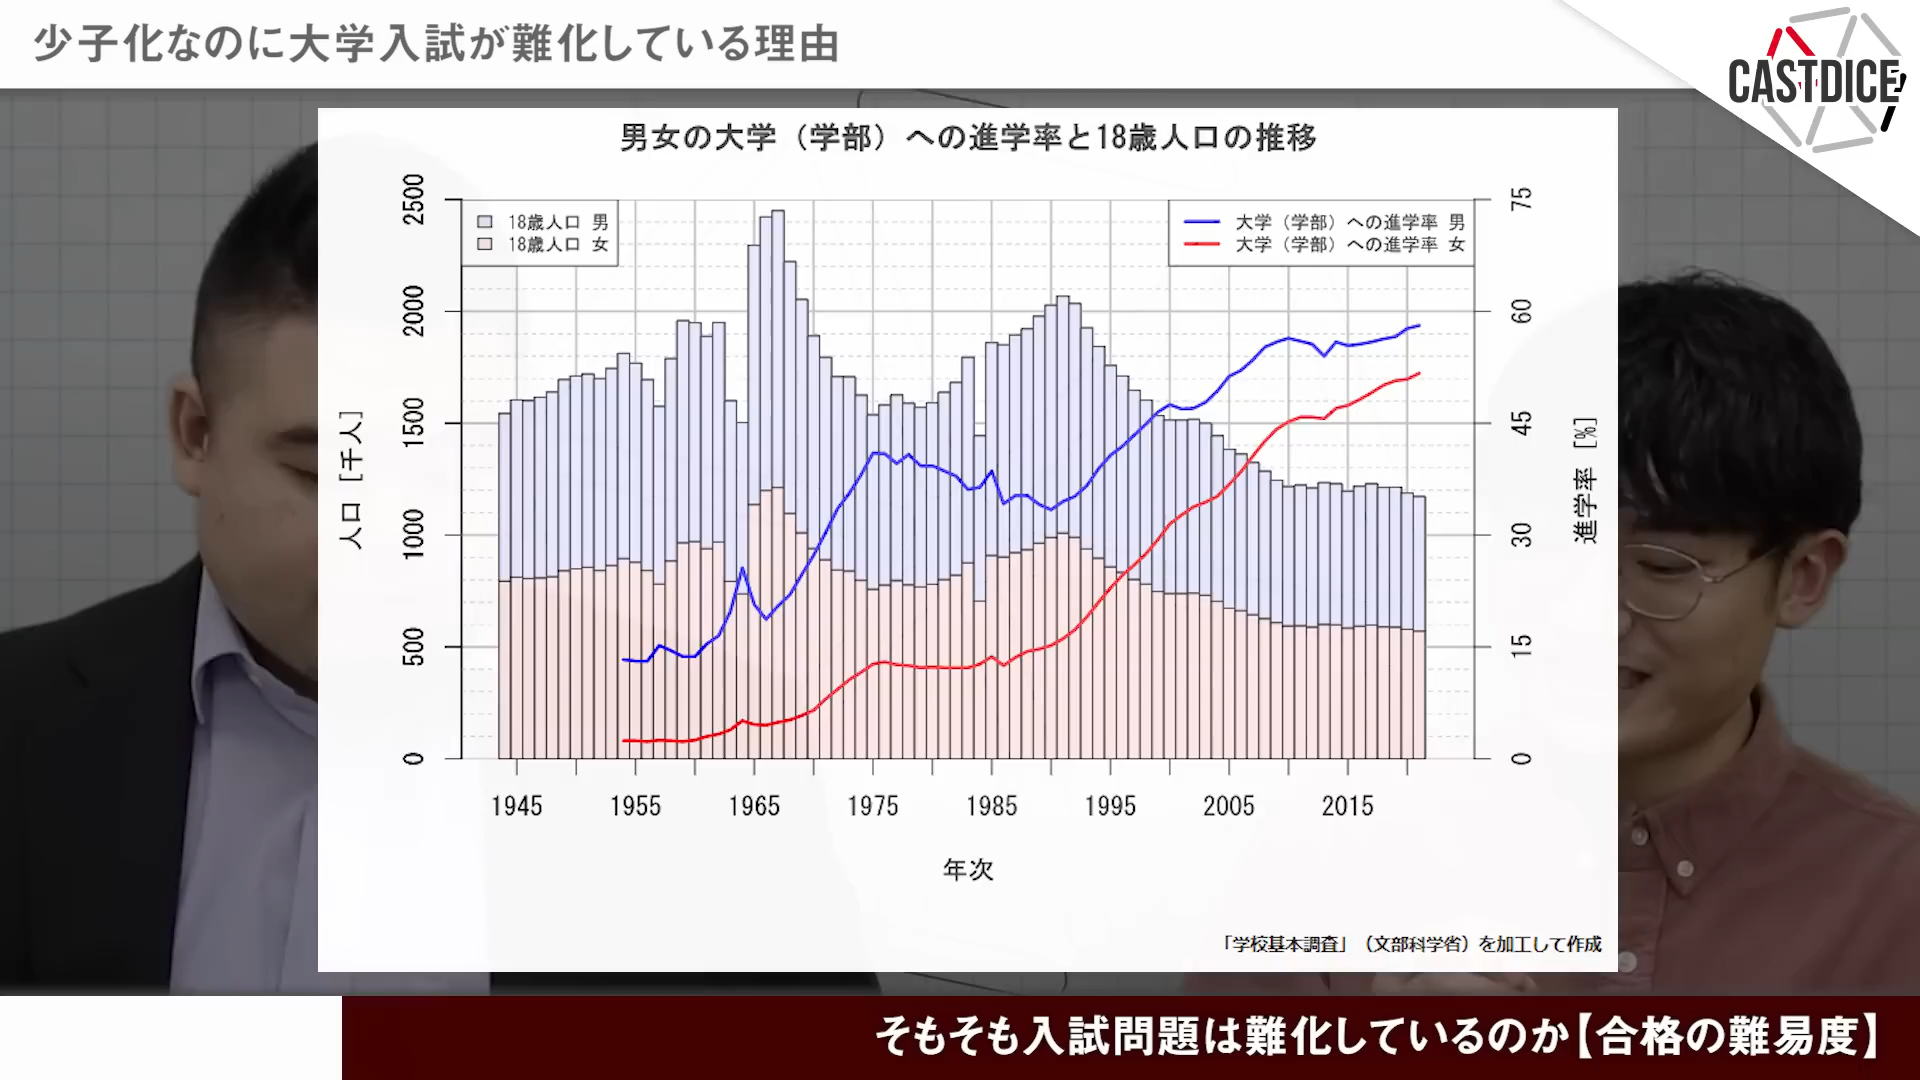 少子化なのに大学入試が難化している理由
CASTDICE
男女の大学（学部）への進学率と18歳人口の推移
18歳人口 男
18歳人口 女
大学（学部）への進学率 男
大学（学部）への進学率 女
2500
2000
1500
1000
500
0
人口 [千人]
75
60
45
30
15
0
進学率 [%]
1945
1955
1965
1975
1985
1995
2005
2015
年次
「学校基本調査」（文部科学省）を加工して作成
そもそも入試問題は難化しているのか【合格の難易度】